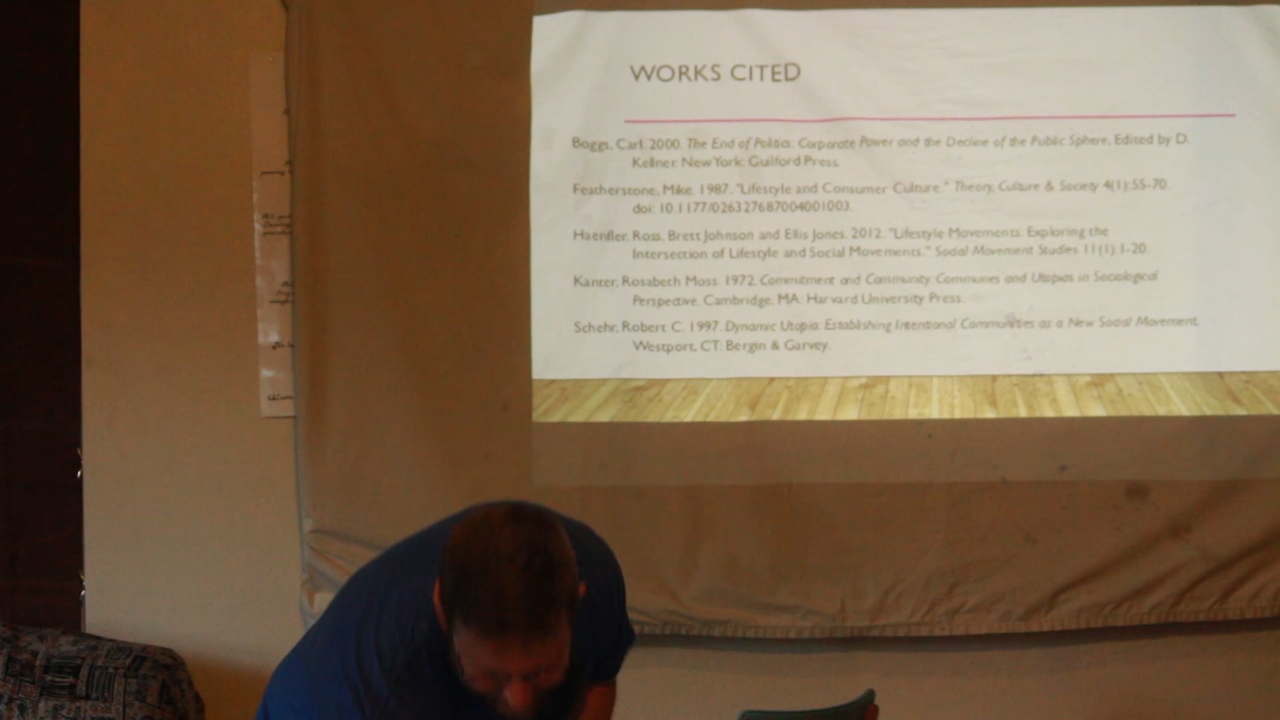 WORKS CITED
Boggs, Carl. 2000. The End of Politics: Corporate Power and the Decline of the Public Sphere. Edited by D.
Kellner. New York: Guilford Press.
Featherstone, Mike. 1987. "Lifestyle and Consumer Culture." Theory, Culture & Society 4(1):55-70.
doi: 10.1177/026327687004001003.
Haenfler, Ross, Brett Johnson and Ellis Jones. 2012. "Lifestyle Movements: Exploring the
Intersection of Lifestyle and Social Movements." Social Movement Studies 11(1):1-20.
Kanter, Rosabeth Moss. 1972. Commitment and Community: Communes and Utopias in Sociological
Perspective. Cambridge, MA: Harvard University Press.
Schehr, Robert C. 1997. Dynamic Utopia: Establishing Intentional Communities as a New Social Movement.
Westport, CT: Bergin & Garvey.